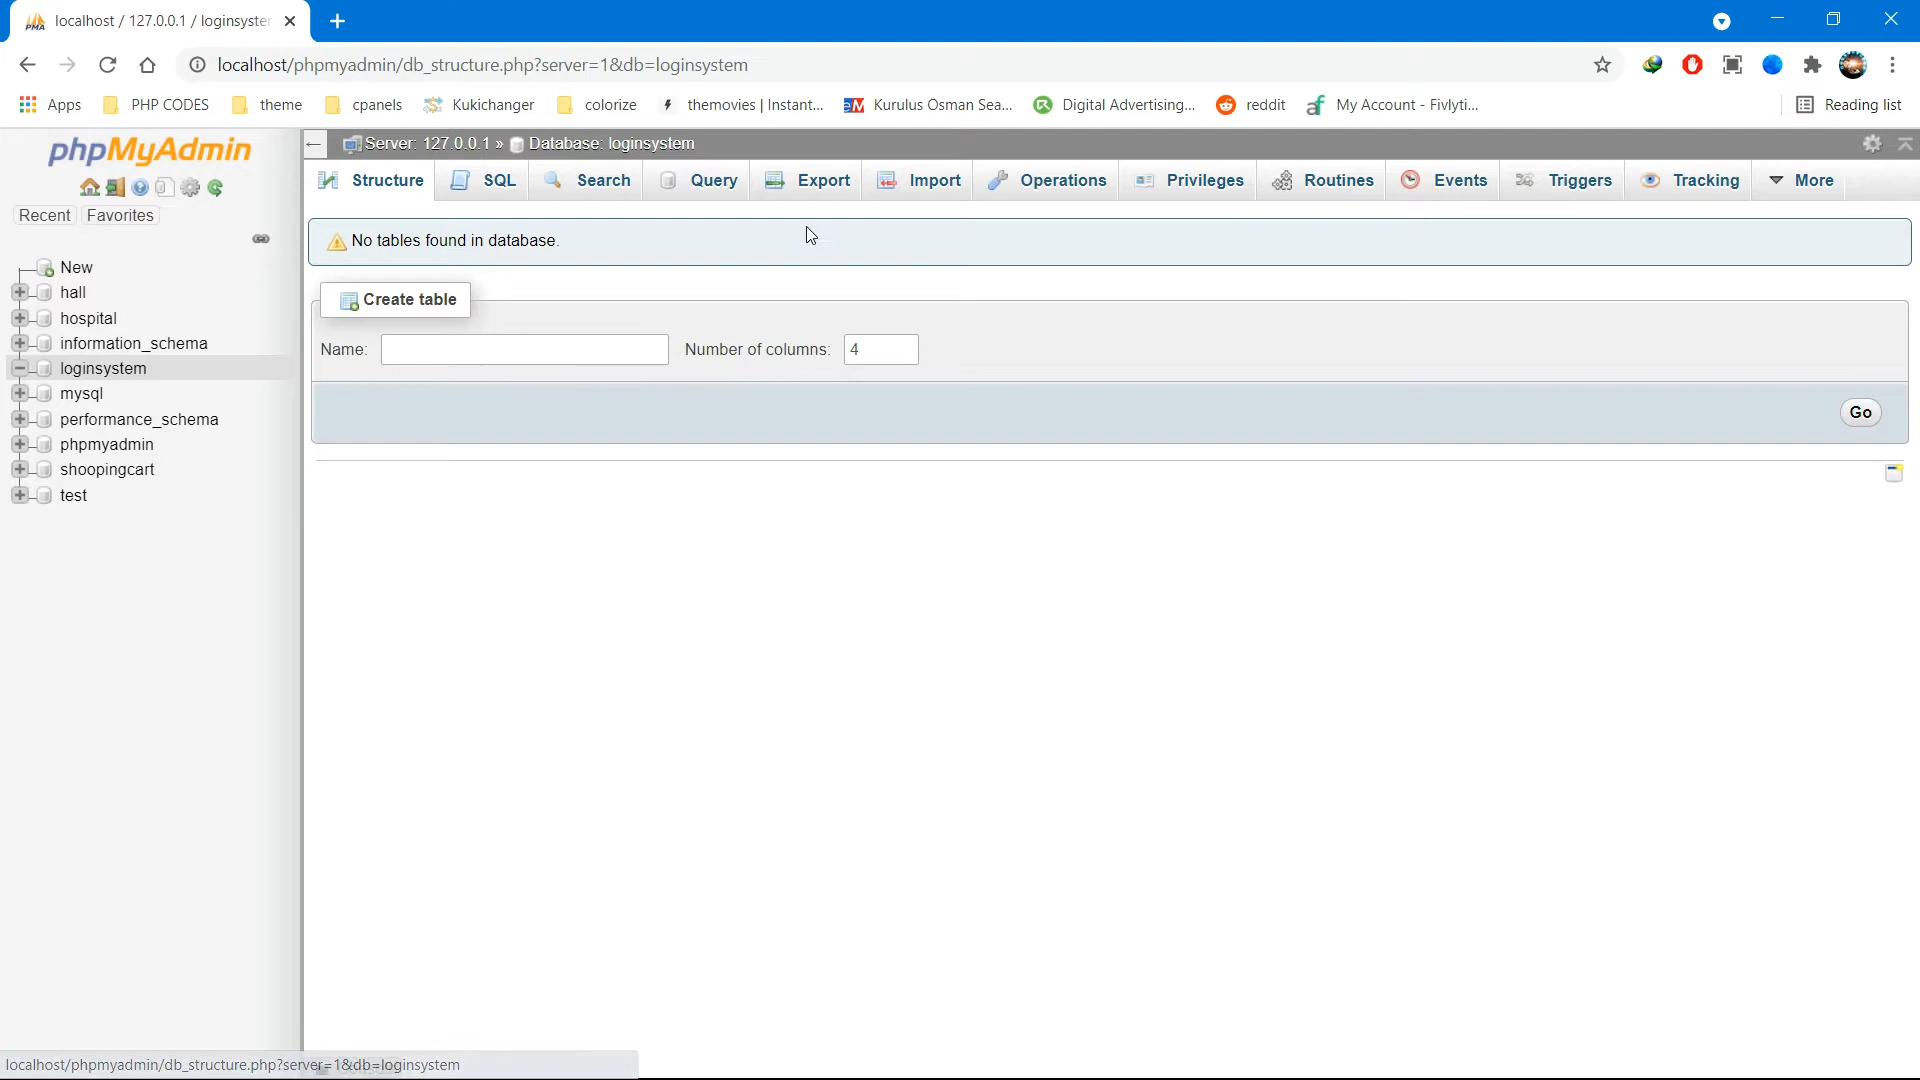 localhost / 127.0.0.1 / loginsyster
localhost/phpmyadmin/db_structure.php?server=1&db=loginsystem
Apps PHP CODES theme cpanels Kukichanger colorize themovies | Instant... Kurulus Osman Sea... Digital Advertising... reddit My Account - Fivlyti... Reading list
phpMyAdmin
Server: 127.0.0.1 » Database: loginsystem
Structure SQL Search Query Export Import Operations Privileges Routines Events Triggers Tracking More
Recent Favorites
New
hall
hospital
information_schema
loginsystem
mysql
performance_schema
phpmyadmin
shoopingcart
test
No tables found in database.
Create table
Name: Number of columns: 4
Go
localhost/phpmyadmin/db_structure.php?server=1&db=loginsystem